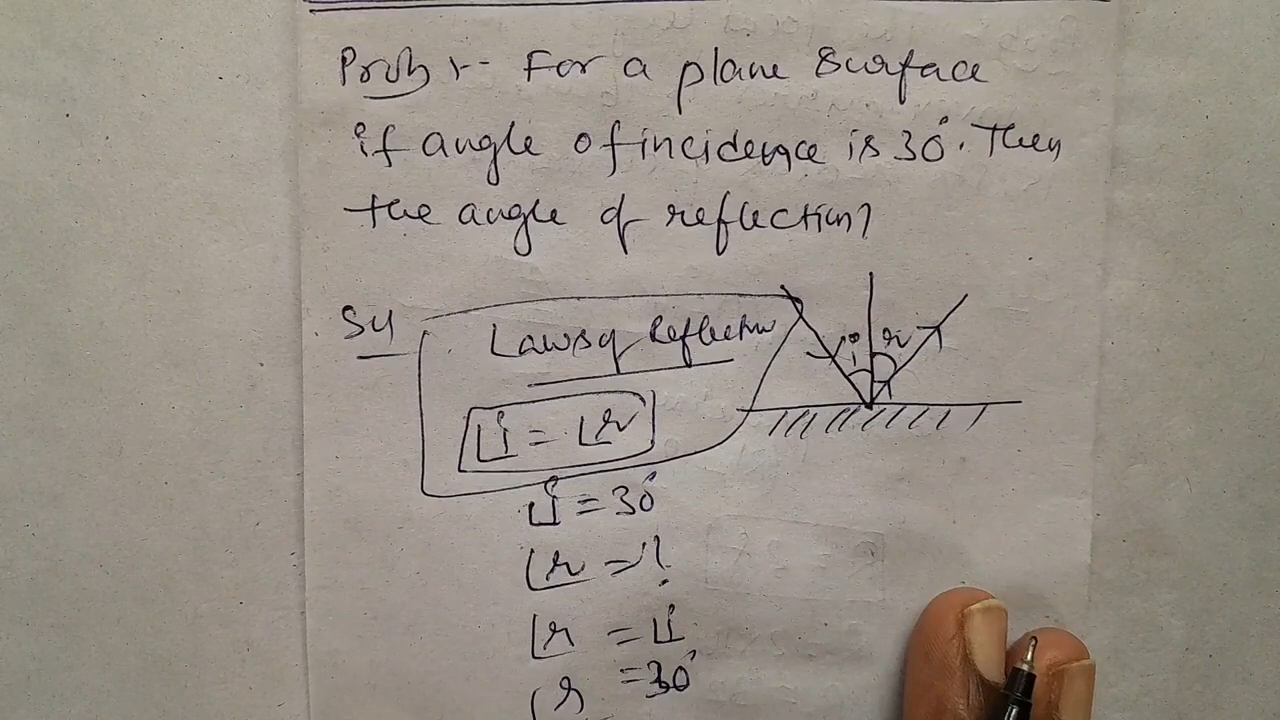 Prob 1:- For a plane Surface
if angle of incidence is 30°. Then
the angle of reflection?
Sol
Laws of Reflection
∠i = ∠r
i r
∠i = 30°
∠r = ?
∠r = ∠i
∠r = 30°